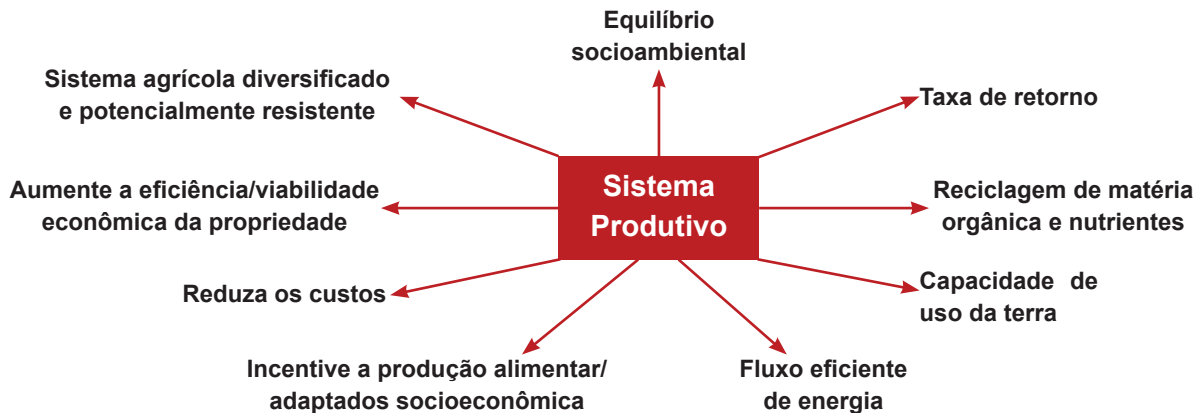 Equilíbrio
socioambiental
Sistema agrícola diversificado
e potencialmente resistente
Taxa de retorno
Aumente a eficiência/viabilidade
econômica da propriedade
Sistema
Produtivo
Reciclagem de matéria
orgânica e nutrientes
Reduza os custos
Capacidade de
uso da terra
Incentive a produção alimentar/
adaptados socioeconômica
Fluxo eficiente
de energia